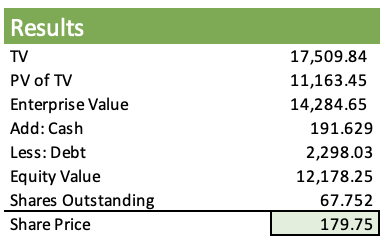 Results
TV 17,509.84
PV of TV 11,163.45
Enterprise Value 14,284.65
Add: Cash 191.629
Less: Debt 2,298.03
Equity Value 12,178.25
Shares Outstanding 67.752
Share Price 179.75